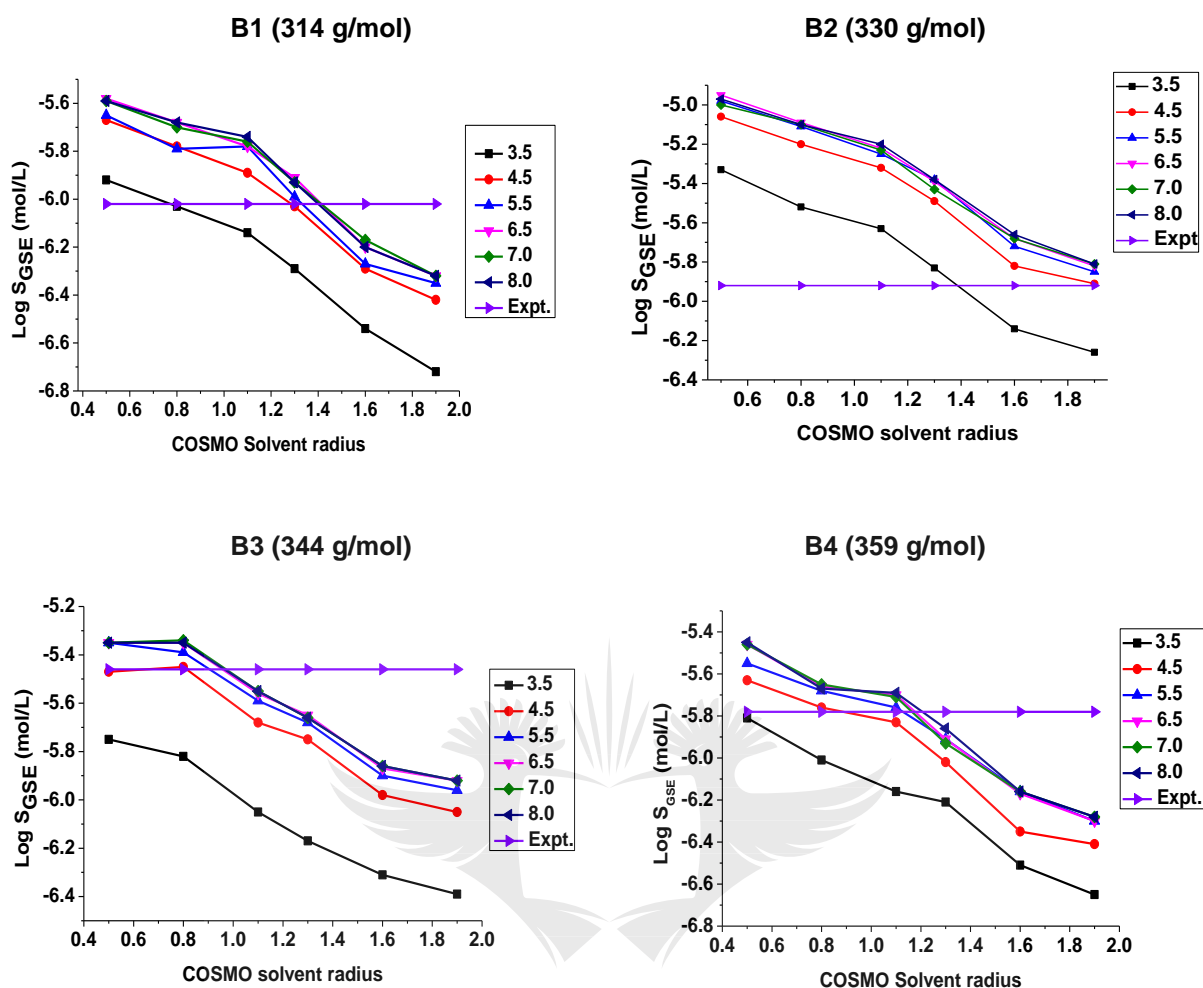 B1 (314 g/mol)
-5.6
-5.8
-6.0
-6.2
-6.4
-6.6
-6.8
Log SGSE (mol/L)
0.4 0.6 0.8 1.0 1.2 1.4 1.6 1.8 2.0
COSMO Solvent radius
3.5
4.5
5.5
6.5
7.0
8.0
Expt.
B2 (330 g/mol)
-5.0
-5.2
-5.4
-5.6
-5.8
-6.0
-6.2
-6.4
Log SGSE (mol/L)
0.6 0.8 1.0 1.2 1.4 1.6 1.8
COSMO solvent radius
3.5
4.5
5.5
6.5
7.0
8.0
Expt
B3 (344 g/mol)
-5.2
-5.4
-5.6
-5.8
-6.0
-6.2
-6.4
Log SGSE (mol/L)
0.4 0.6 0.8 1.0 1.2 1.4 1.6 1.8 2.0
COSMO solvent radius
3.5
4.5
5.5
6.5
7.0
8.0
Expt.
B4 (359 g/mol)
-5.4
-5.6
-5.8
-6.0
-6.2
-6.4
-6.6
-6.8
Log SGSE (mol/L)
0.4 0.6 0.8 1.0 1.2 1.4 1.6 1.8 2.0
COSMO Solvent radius
3.5
4.5
5.5
6.5
7.0
8.0
Expt.